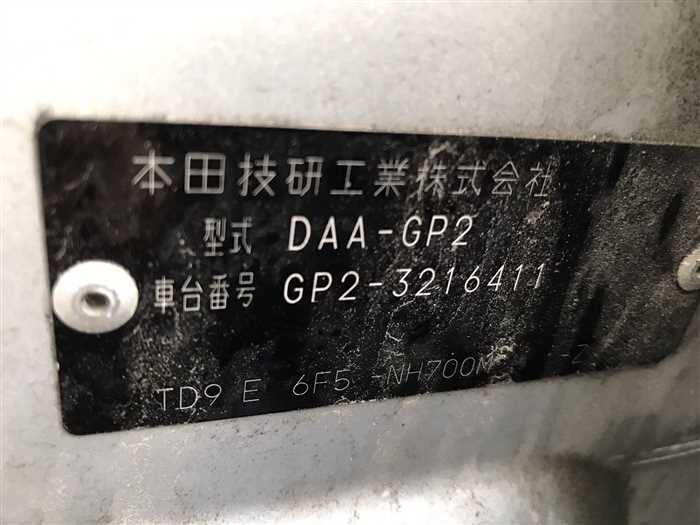 本田技研工業株式会社
型式 DAA-GP2
車台番号 GP2-3216411
TD9 E 6F5 -NH700M -Z